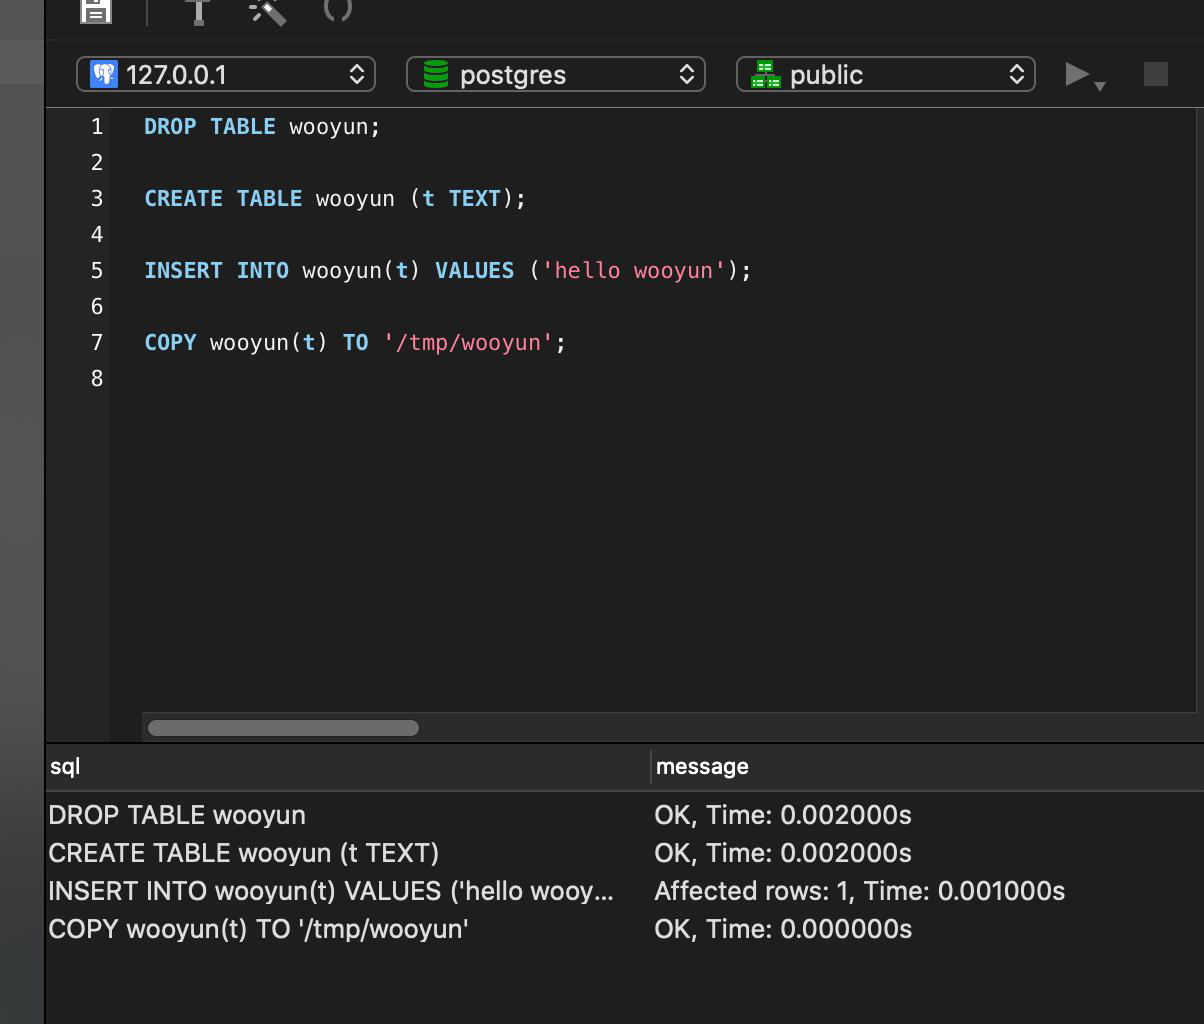 127.0.0.1 postgres public
1 DROP TABLE wooyun;
2
3 CREATE TABLE wooyun (t TEXT);
4
5 INSERT INTO wooyun(t) VALUES ('hello wooyun');
6
7 COPY wooyun(t) TO '/tmp/wooyun';
8
sql message
DROP TABLE wooyun OK, Time: 0.002000s
CREATE TABLE wooyun (t TEXT) OK, Time: 0.002000s
INSERT INTO wooyun(t) VALUES ('hello wooy... Affected rows: 1, Time: 0.001000s
COPY wooyun(t) TO '/tmp/wooyun' OK, Time: 0.000000s